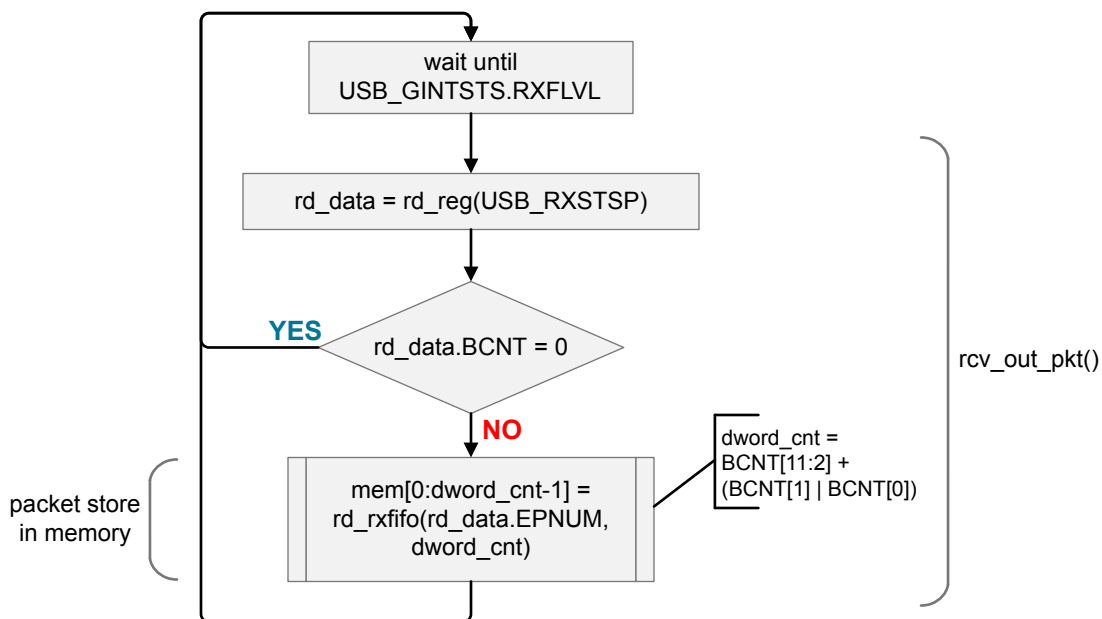 wait until
USB_GINTSTS.RXFLVL
rd_data = rd_reg(USB_RXSTSP)
YES
rd_data.BCNT = 0
rcv_out_pkt()
NO
dword_cnt =
BCNT[11:2] +
(BCNT[1] | BCNT[0])
packet store
in memory
mem[0:dword_cnt-1] =
rd_rxfifo(rd_data.EPNUM,
dword_cnt)